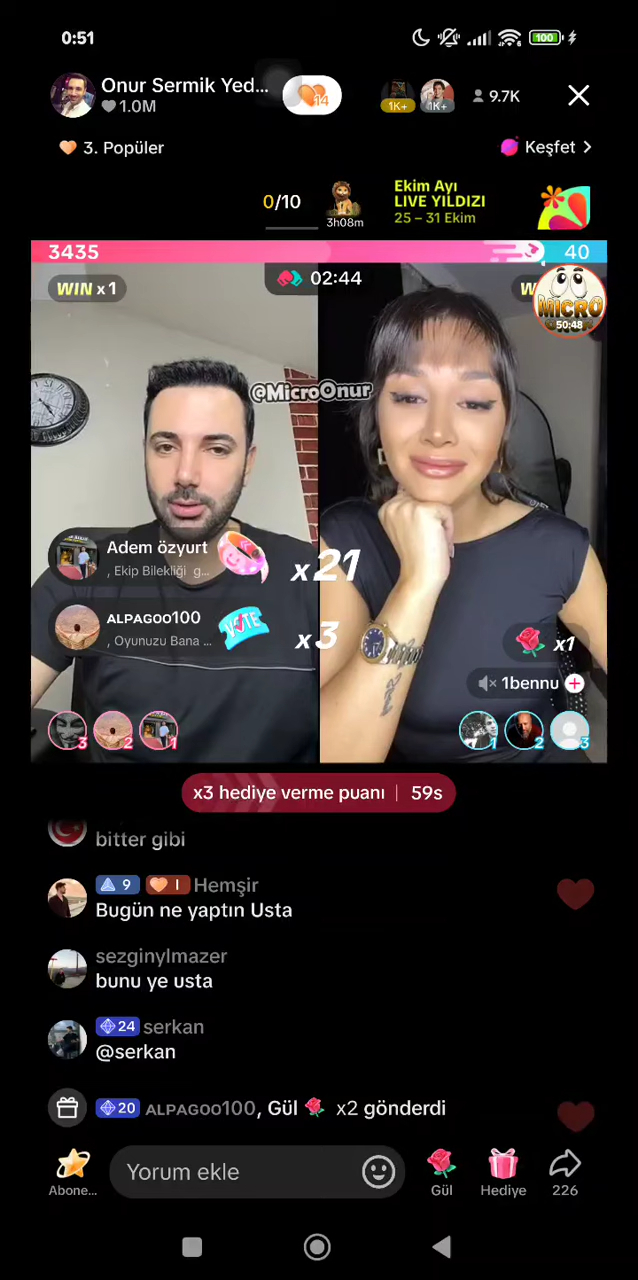 0:51
100
Onur Sermik Yed...
1.0M
14
1K+
1K+
9.7K
3. Popüler
Keşfet
0/10
3h08m
Ekim Ayı
LIVE YILDIZI
25 – 31 Ekim
3435
40
WIN x1
02:44
MICRO
50:48
@MicroOnur
Adem özyurt
, Ekip Bilekliği g...
x21
ALPAGOO100
, Oyunuzu Bana ...
VOTE
x3
x1
1bennu
3
2
1
1
2
3
x3 hediye verme puanı | 59s
bitter gibi
9 I Hemşir
Bugün ne yaptın Usta
sezginylmazer
bunu ye usta
24 serkan
@serkan
20 ALPAGOO100, Gül x2 gönderdi
Yorum ekle
Abone...
Gül
Hediye
226